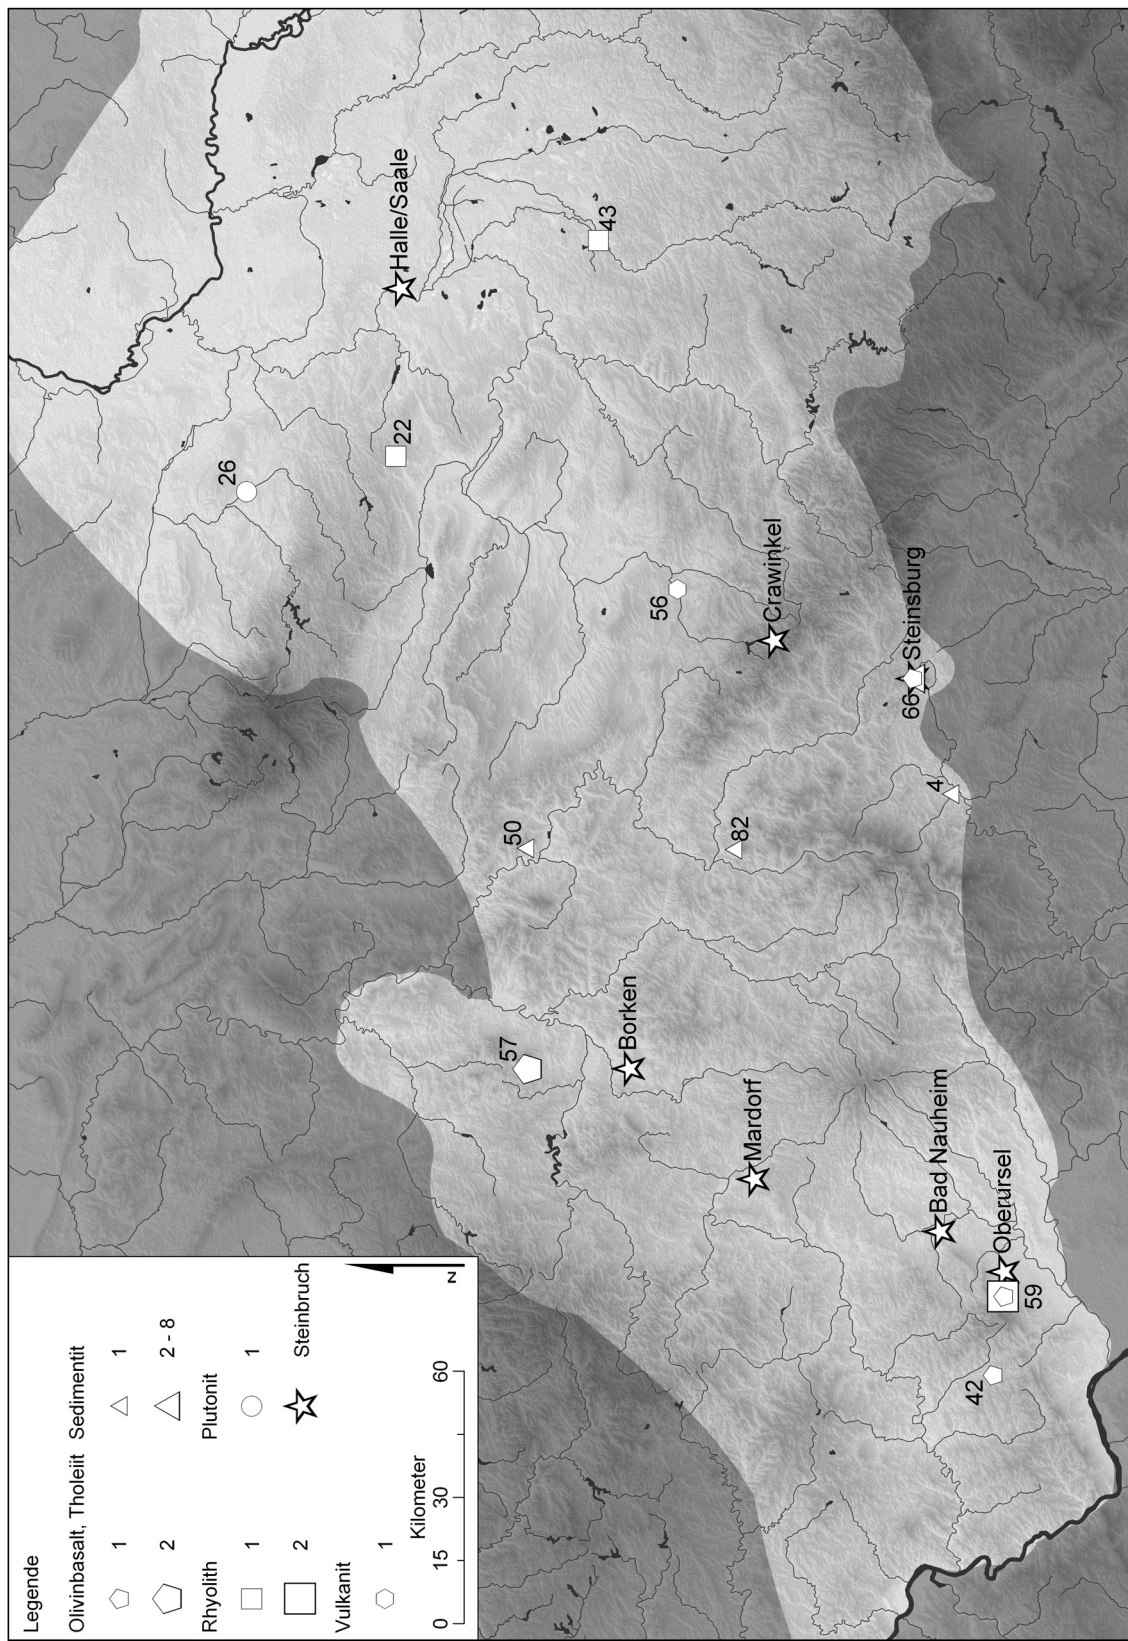 Legende
Olivinbasalt, Tholeiit
1
2
Rhyolith
1
2
Vulkanit
1
Sedimentit
1
2 - 8
Plutonit
1
Steinbruch
Kilometer
0 15 30 60
N
26
22
Halle/Saale
43
50
57
56
Borken
82
Crawinkel
Mardorf
66
Steinsburg
4
Bad Nauheim
Oberursel
42
59